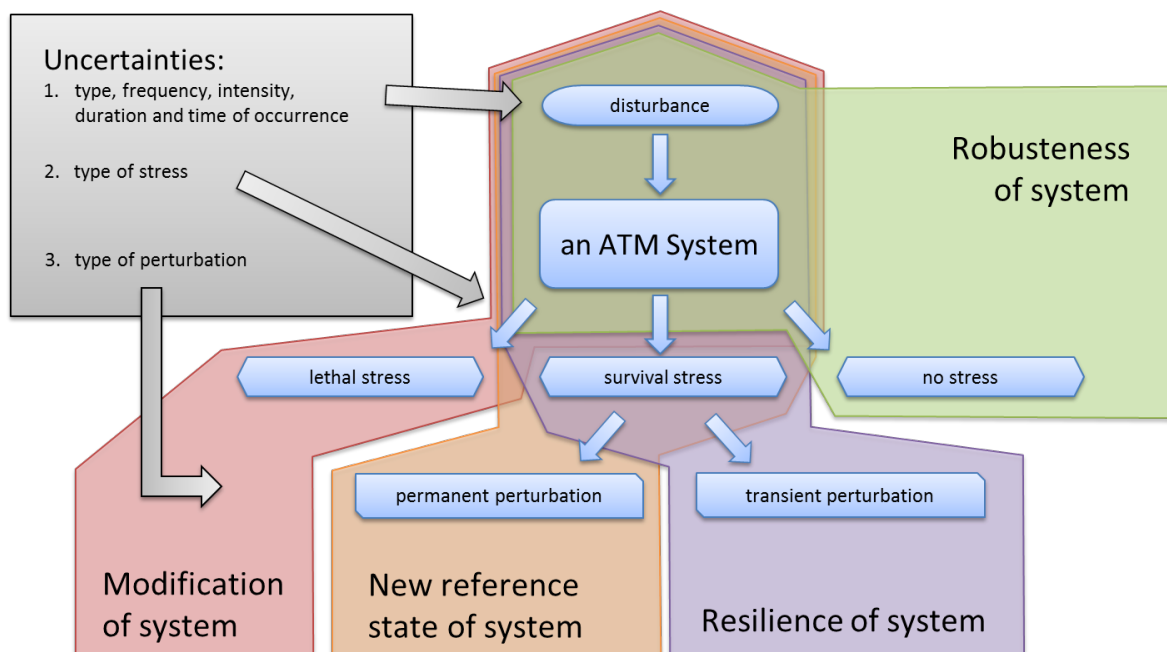 Uncertainties:
1. type, frequency, intensity,
duration and time of occurrence
2. type of stress
3. type of perturbation
disturbance
an ATM System
Robusteness
of system
lethal stress
survival stress
no stress
permanent perturbation
transient perturbation
Modification
of system
New reference
state of system
Resilience of system